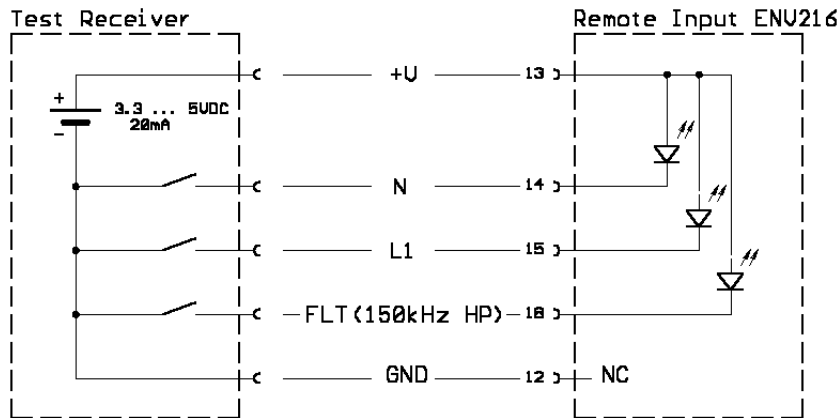 Test Receiver
Remote Input ENV216
+V
13
+
3.3 ... 5VDC
20mA
-
N
14
L1
15
FLT(150kHz HP)
16
GND
12
NC